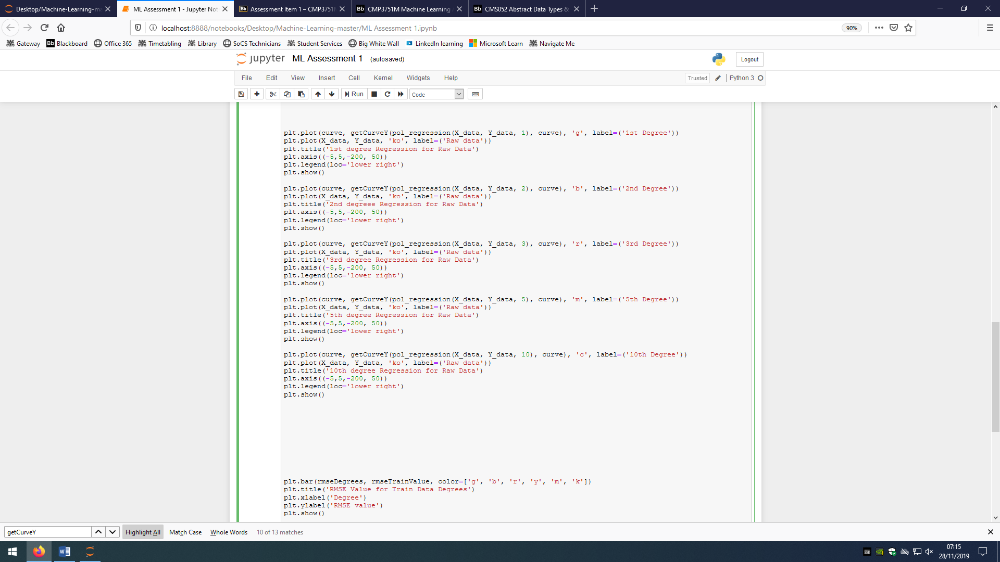 Desktop/Machine-Learning-ma
ML Assessment 1 - Jupyter Not
Assessment Item 1 – CMP3751M
CMP3751M Machine Learning
CMS052 Abstract Data Types &
localhost:8888/notebooks/Desktop/Machine-Learning-master/ML Assessment 1.ipynb
90%
Gateway
Blackboard
Office 365
Timetabling
Library
SoCS Technicians
Student Services
Big White Wall
LinkedIn learning
Microsoft Learn
Navigate Me
jupyter ML Assessment 1 (autosaved)
Logout
File Edit View Insert Cell Kernel Widgets Help
Trusted
Python 3
Run
Code
plt.plot(curve, getCurveY(pol_regression(X_data, Y_data, 1), curve), 'g', label=('1st Degree'))
plt.plot(X_data, Y_data, 'ko', label=('Raw data'))
plt.title('1st degree Regression for Raw Data')
plt.axis((-5,5,-200, 50))
plt.legend(loc='lower right')
plt.show()
plt.plot(curve, getCurveY(pol_regression(X_data, Y_data, 2), curve), 'b', label=('2nd Degree'))
plt.plot(X_data, Y_data, 'ko', label=('Raw data'))
plt.title('2nd degreee Regression for Raw Data')
plt.axis((-5,5,-200, 50))
plt.legend(loc='lower right')
plt.show()
plt.plot(curve, getCurveY(pol_regression(X_data, Y_data, 3), curve), 'r', label=('3rd Degree'))
plt.plot(X_data, Y_data, 'ko', label=('Raw data'))
plt.title('3rd degree Regression for Raw Data')
plt.axis((-5,5,-200, 50))
plt.legend(loc='lower right')
plt.show()
plt.plot(curve, getCurveY(pol_regression(X_data, Y_data, 5), curve), 'm', label=('5th Degree'))
plt.plot(X_data, Y_data, 'ko', label=('Raw data'))
plt.title('5th degree Regression for Raw Data')
plt.axis((-5,5,-200, 50))
plt.legend(loc='lower right')
plt.show()
plt.plot(curve, getCurveY(pol_regression(X_data, Y_data, 10), curve), 'c', label=('10th Degree'))
plt.plot(X_data, Y_data, 'ko', label=('Raw data'))
plt.title('10th degree Regression for Raw Data')
plt.axis((-5,5,-200, 50))
plt.legend(loc='lower right')
plt.show()
plt.bar(rmseDegrees, rmseTrainValue, color=['g', 'b', 'r', 'y', 'm', 'k'])
plt.title('RMSE Value for Train Data Degrees')
plt.xlabel('Degree')
plt.ylabel('RMSE value')
plt.show()
getCurveY
Highlight All
Match Case
Whole Words
10 of 13 matches
07:15
28/11/2019